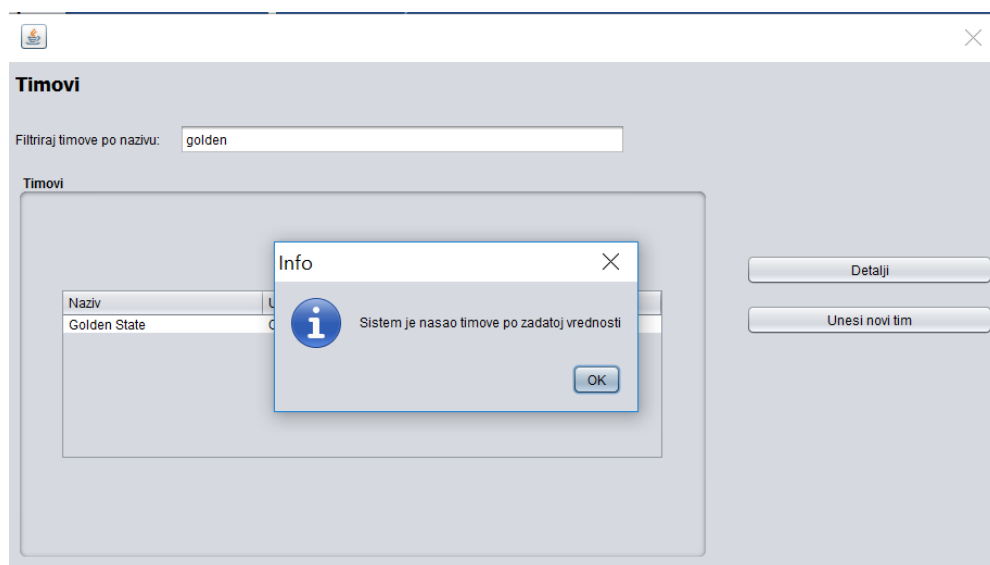 Timovi
Filtriraj timove po nazivu: golden
Timovi
Info
Detalji
Naziv U
Sistem je nasao timove po zadatoj vrednosti
Golden State
Unesi novi tim
OK